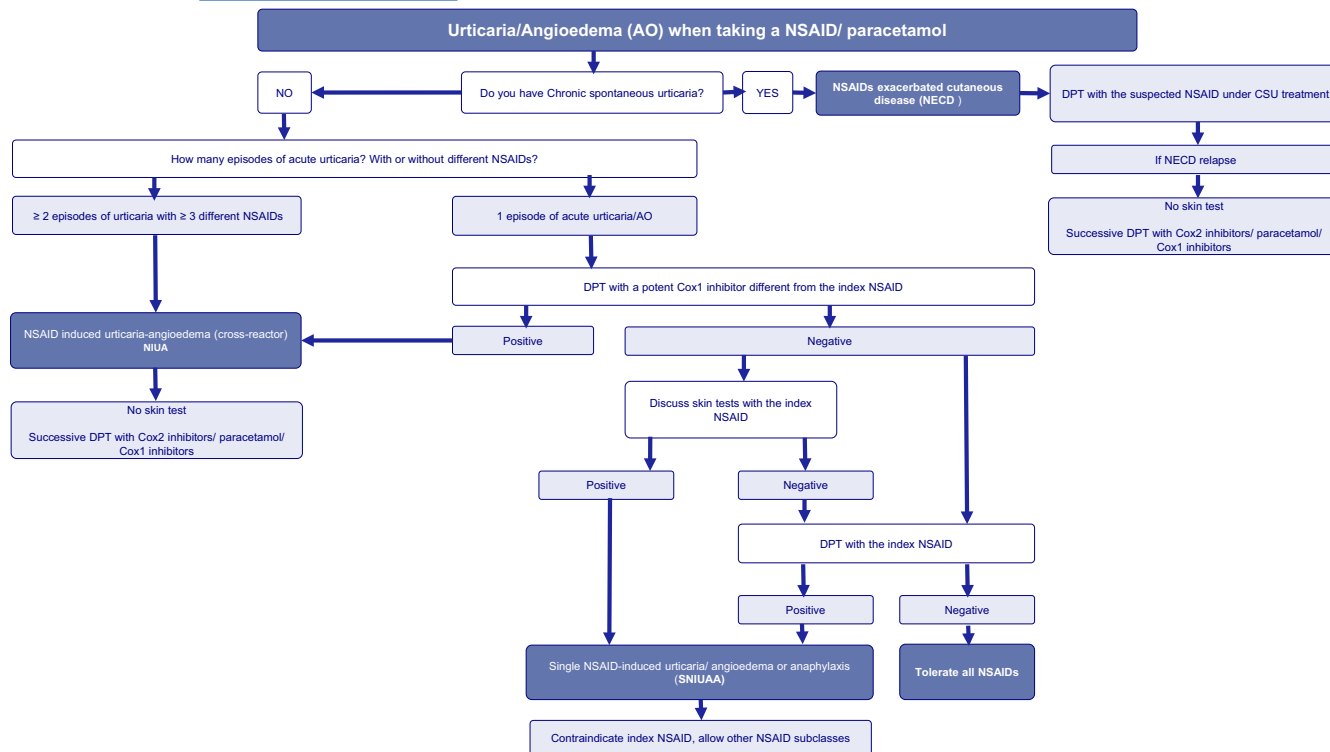 Urticaria/Angioedema (AO) when taking a NSAID/ paracetamol
NO
Do you have Chronic spontaneous urticaria?
YES
NSAIDs exacerbated cutaneous
disease (NECD )
DPT with the suspected NSAID under CSU treatment
How many episodes of acute urticaria? With or without different NSAIDs?
If NECD relapse
≥ 2 episodes of urticaria with ≥ 3 different NSAIDs
1 episode of acute urticaria/AO
No skin test
Successive DPT with Cox2 inhibitors/ paracetamol/
Cox1 inhibitors
DPT with a potent Cox1 inhibitor different from the index NSAID
NSAID induced urticaria-angioedema (cross-reactor)
NIUA
Positive
Negative
No skin test
Successive DPT with Cox2 inhibitors/ paracetamol/
Cox1 inhibitors
Discuss skin tests with the index
NSAID
Positive
Negative
DPT with the index NSAID
Positive
Negative
Single NSAID-induced urticaria/ angioedema or anaphylaxis
(SNIUAA)
Tolerate all NSAIDs
Contraindicate index NSAID, allow other NSAID subclasses